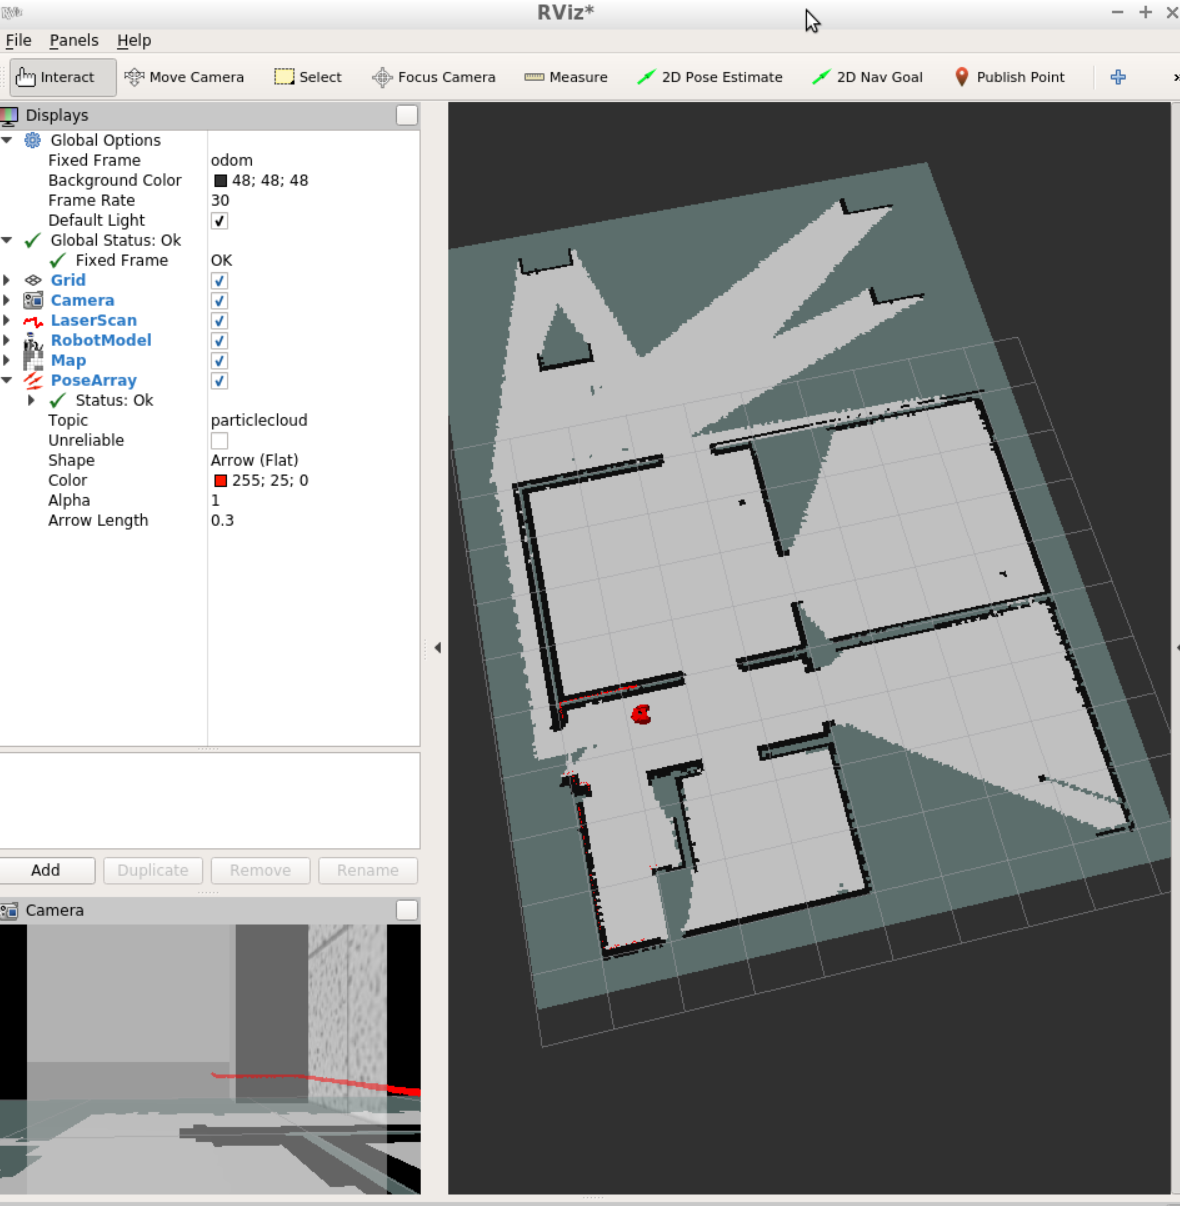 RViz*
File Panels Help
Interact Move Camera Select Focus Camera Measure 2D Pose Estimate 2D Nav Goal Publish Point
Displays
Global Options
Fixed Frame odom
Background Color 48; 48; 48
Frame Rate 30
Default Light
Global Status: Ok
Fixed Frame OK
Grid
Camera
LaserScan
RobotModel
Map
PoseArray
Status: Ok
Topic particlecloud
Unreliable
Shape Arrow (Flat)
Color 255; 25; 0
Alpha 1
Arrow Length 0.3
Add Duplicate Remove Rename
Camera